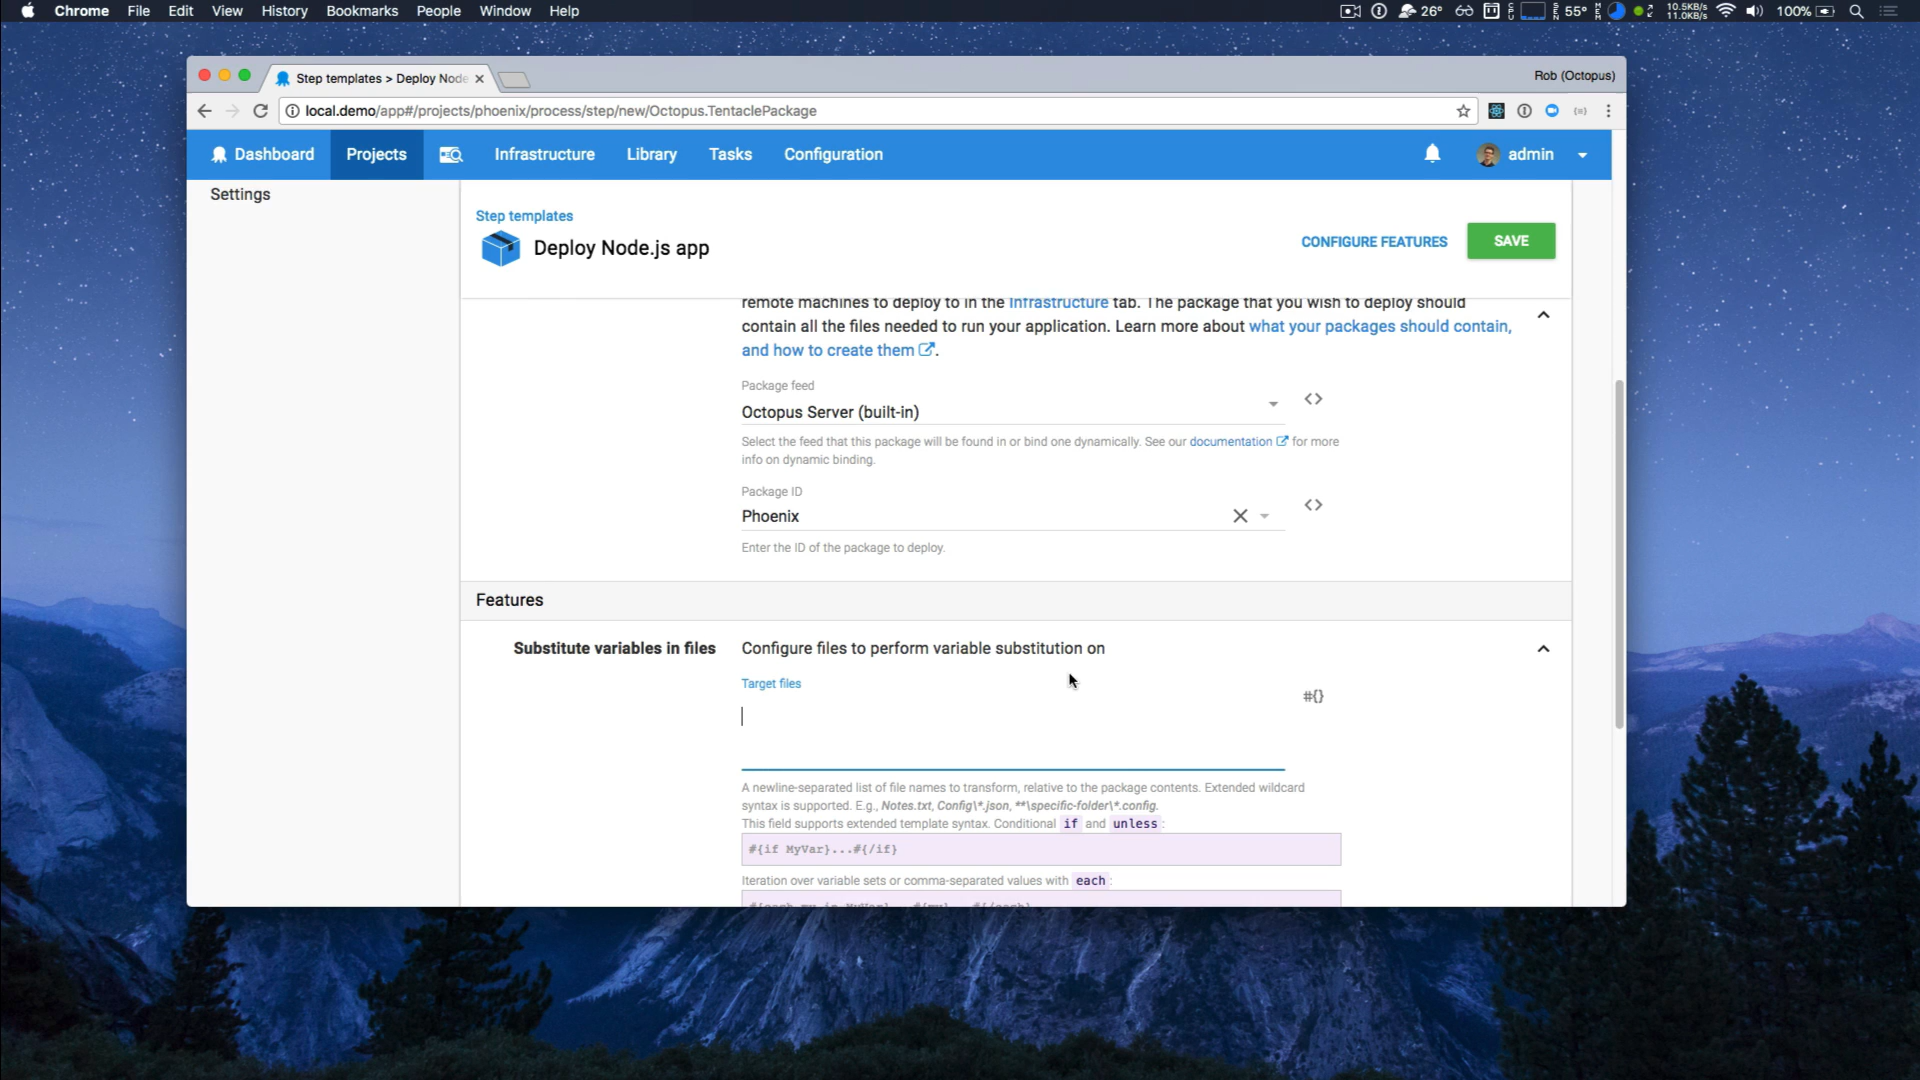 Chrome File Edit View History Bookmarks People Window Help
26° 55° 10.5KB/s 11.0KB/s 100%
Step templates > Deploy Node
Rob (Octopus)
local.demo/app#/projects/phoenix/process/step/new/Octopus.TentaclePackage
Dashboard Projects Infrastructure Library Tasks Configuration admin
Settings
Step templates
Deploy Node.js app
CONFIGURE FEATURES SAVE
remote machines to deploy to in the Infrastructure tab. The package that you wish to deploy should
contain all the files needed to run your application. Learn more about what your packages should contain,
and how to create them.
Package feed
Octopus Server (built-in)
Select the feed that this package will be found in or bind one dynamically. See our documentation for more
info on dynamic binding.
Package ID
Phoenix
Enter the ID of the package to deploy.
Features
Substitute variables in files Configure files to perform variable substitution on
Target files
#{}
A newline-separated list of file names to transform, relative to the package contents. Extended wildcard
syntax is supported. E.g., Notes.txt, Config\*.json, **\specific-folder\*.config.
This field supports extended template syntax. Conditional if and unless:
#{if MyVar}...#{/if}
Iteration over variable sets or comma-separated values with each: